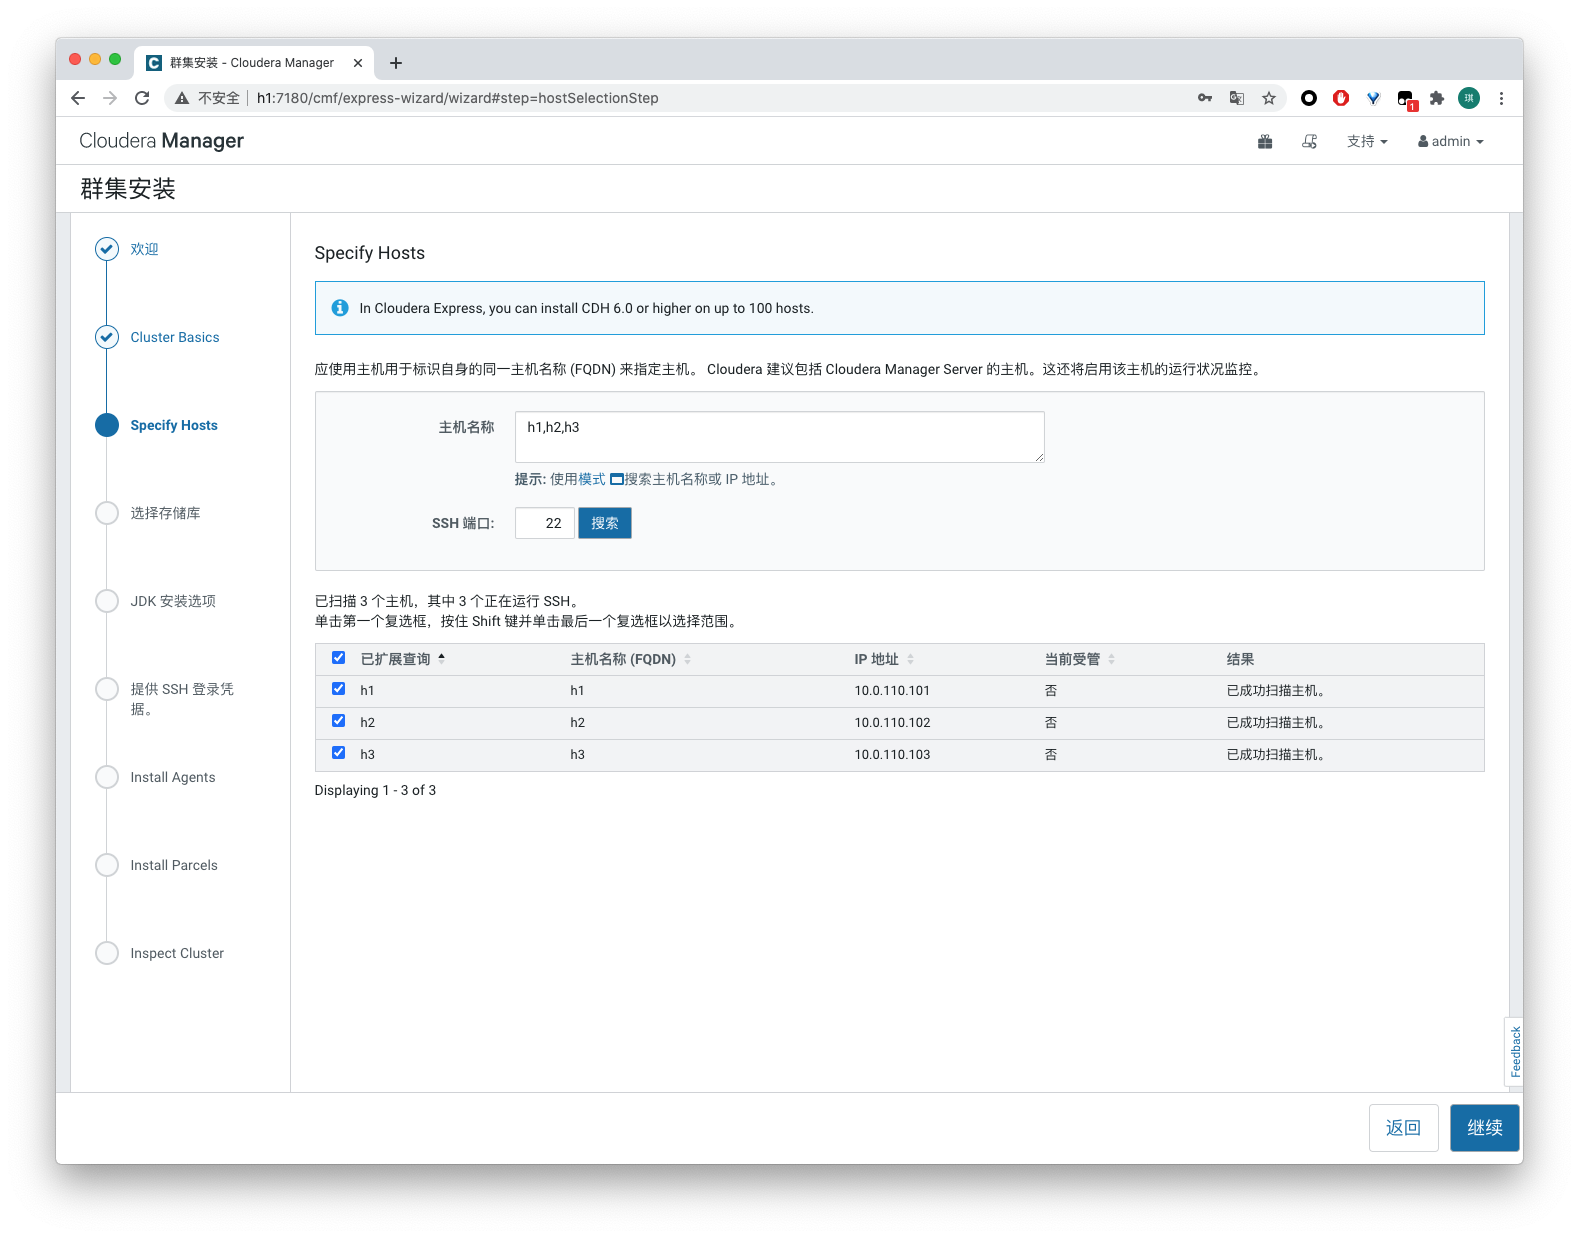 群集安装 - Cloudera Manager
不安全
h1:7180/cmf/express-wizard/wizard#step=hostSelectionStep
1
琪
Cloudera Manager
支持
admin
群集安装
欢迎
Cluster Basics
Specify Hosts
选择存储库
JDK 安装选项
提供 SSH 登录凭
据。
Install Agents
Install Parcels
Inspect Cluster
Specify Hosts
In Cloudera Express, you can install CDH 6.0 or higher on up to 100 hosts.
应使用主机用于标识自身的同一主机名称 (FQDN) 来指定主机。 Cloudera 建议包括 Cloudera Manager Server 的主机。这还将启用该主机的运行状况监控。
主机名称
h1,h2,h3
提示: 使用模式 搜索主机名称或 IP 地址。
SSH 端口: 22 搜索
已扫描 3 个主机，其中 3 个正在运行 SSH。
单击第一个复选框，按住 Shift 键并单击最后一个复选框以选择范围。
已扩展查询 主机名称 (FQDN) IP 地址 当前受管 结果
h1 h1 10.0.110.101 否 已成功扫描主机。
h2 h2 10.0.110.102 否 已成功扫描主机。
h3 h3 10.0.110.103 否 已成功扫描主机。
Displaying 1 - 3 of 3
Feedback
返回
继续